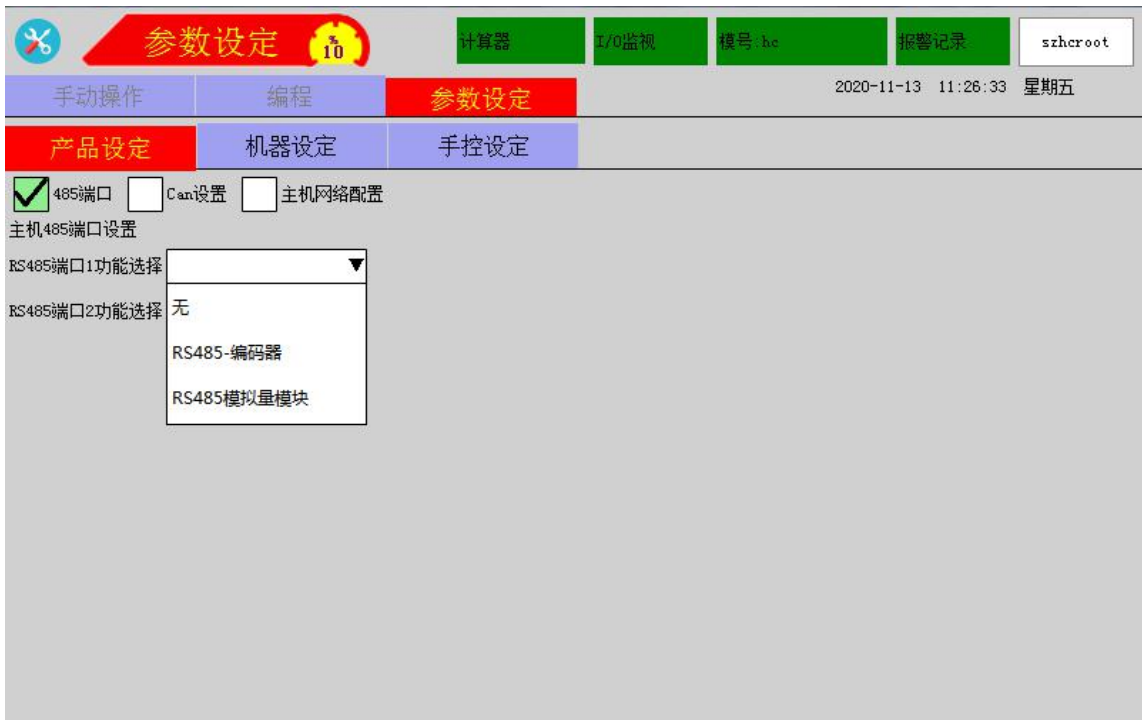 参数设定 % 10 计算器 I/O监视 模号:hc 报警记录 szhcroot
手动操作 编程 参数设定 2020-11-13 11:26:33 星期五
产品设定 机器设定 手控设定
485端口 Can设置 主机网络配置
主机485端口设置
RS485端口1功能选择
RS485端口2功能选择 无
RS485-编码器
RS485模拟量模块